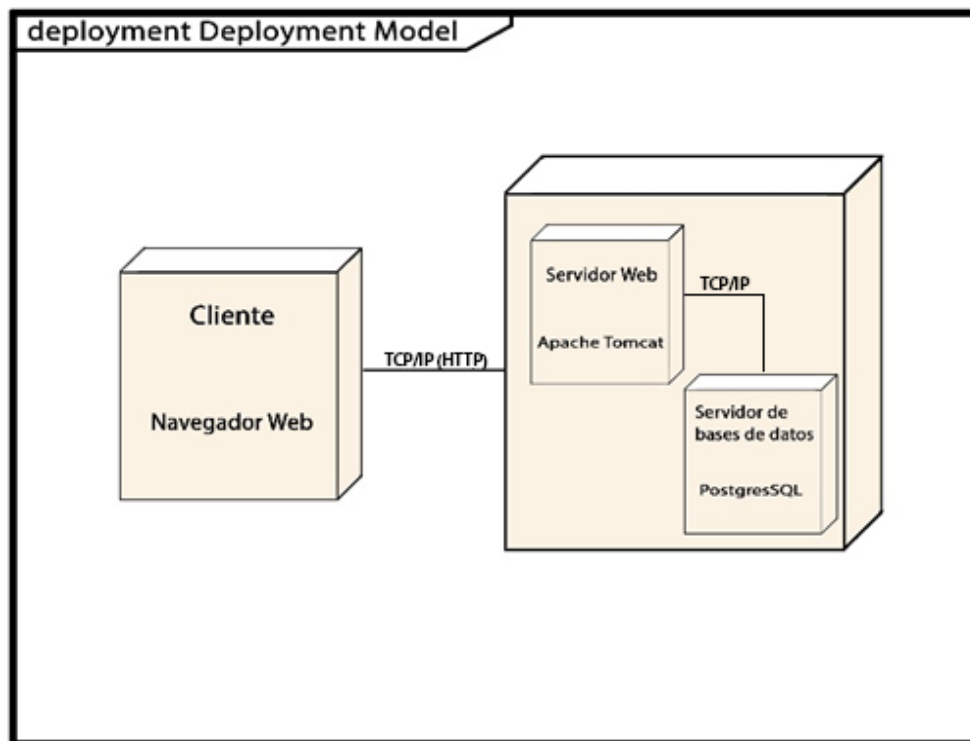 deployment Deployment Model
Cliente
Navegador Web
TCP/IP (HTTP)
Servidor Web
Apache Tomcat
TCP/IP
Servidor de
bases de datos
PostgresSQL